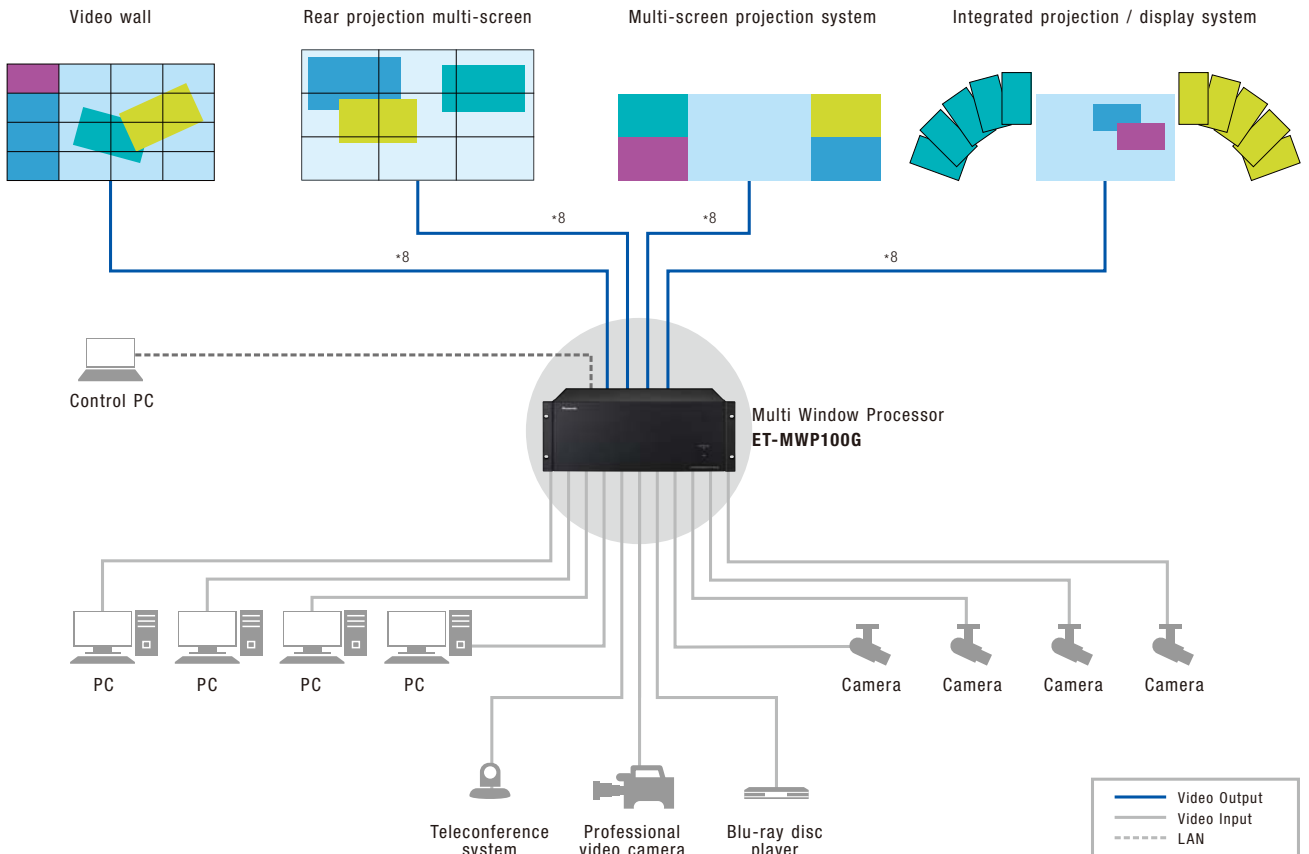 Video wall
Rear projection multi-screen
Multi-screen projection system
Integrated projection / display system
*8
*8
*8
*8
Control PC
Multi Window Processor
ET-MWP100G
PC
PC
PC
PC
Camera
Camera
Camera
Camera
Teleconference
system
Professional
video camera
Blu-ray disc
player
Video Output
Video Input
LAN